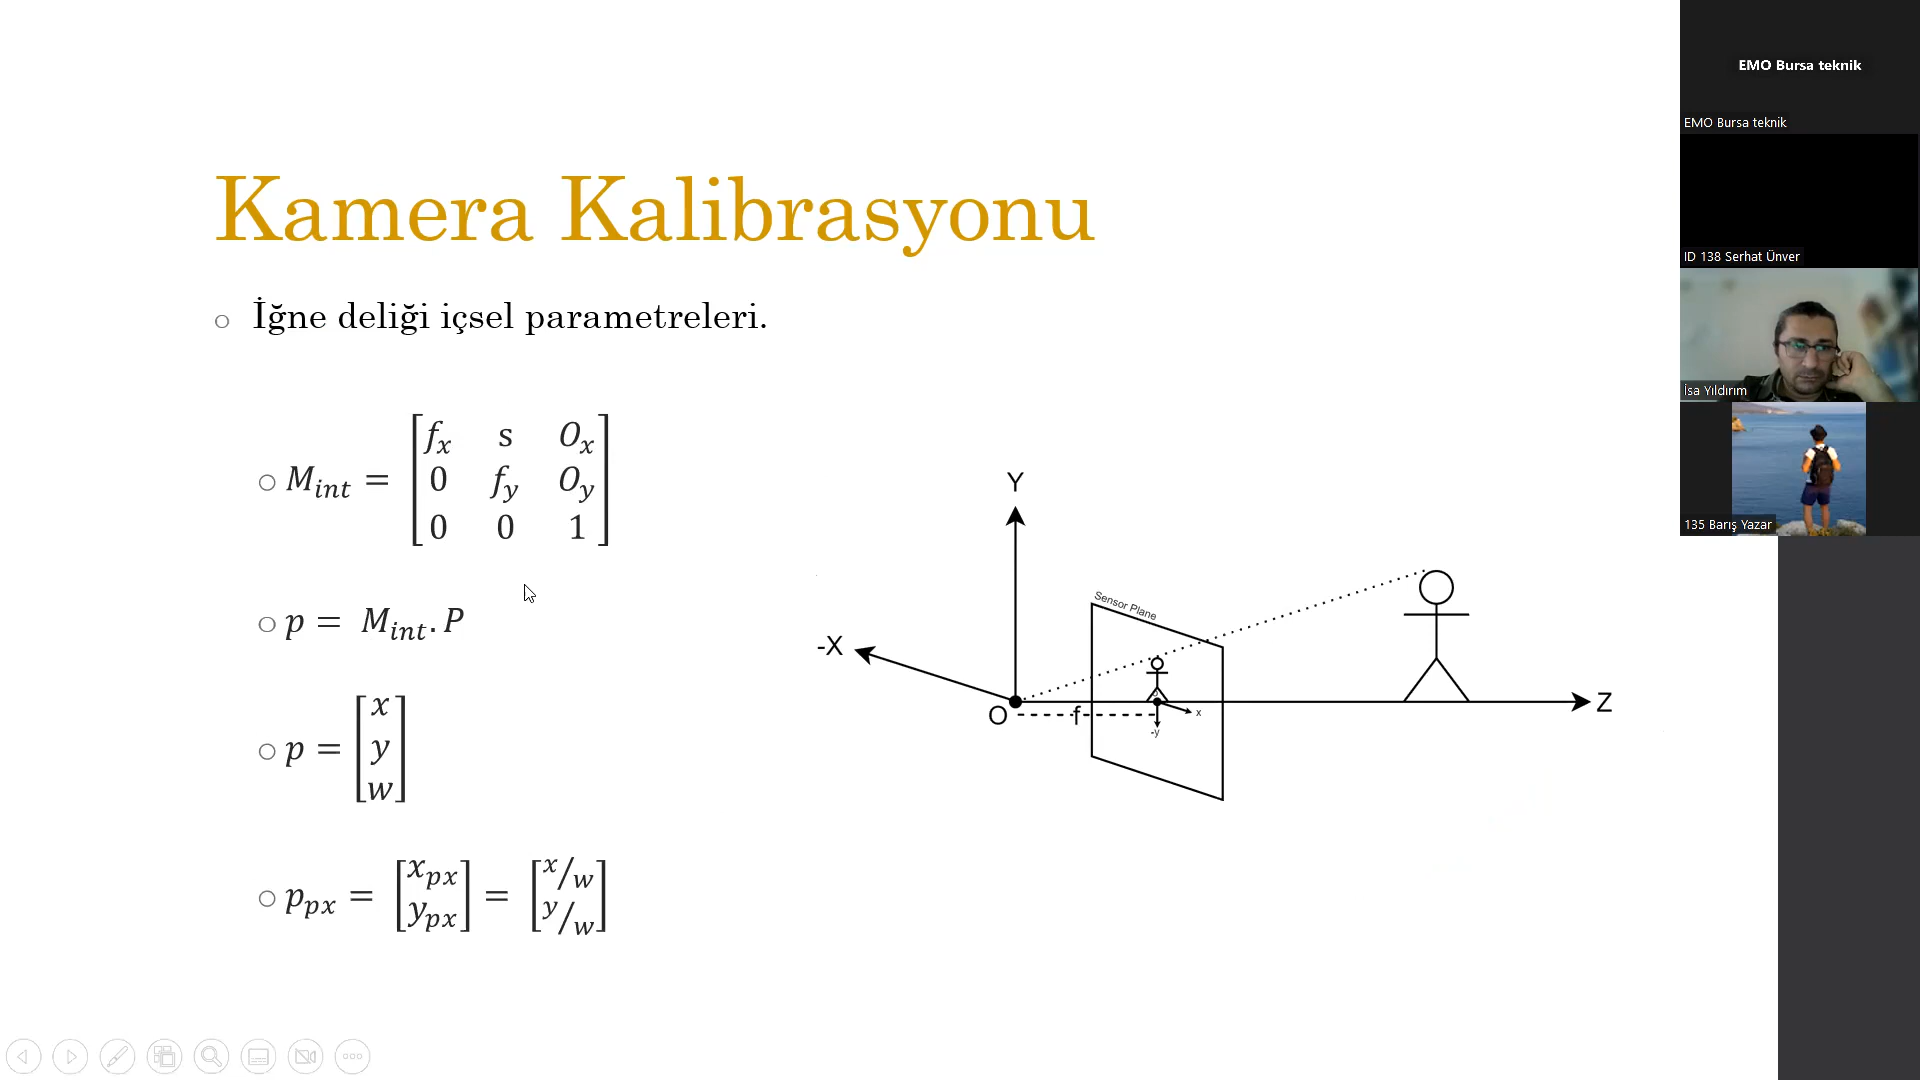 Kamera Kalibrasyonu
İğne deliği içsel parametreleri.
M_int = [f_x s O_x
0 f_y O_y
0 0 1]
p = M_int. P
p = [x
y
w]
p_px = [x_px
y_px] = [x/w
y/w]
Y
-X
O
f
Sensor Plane
x
-y
Z
EMO Bursa teknik
EMO Bursa teknik
ID 138 Serhat Ünver
İsa Yıldırım
135 Barış Yazar